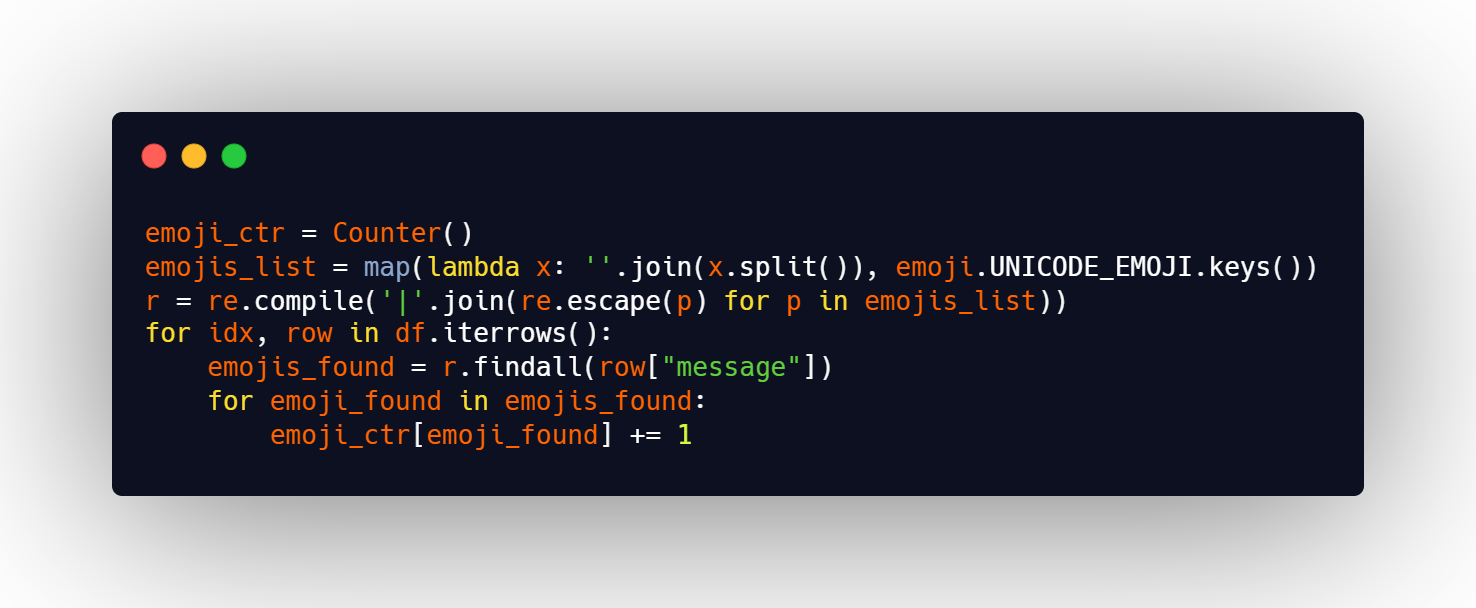 emoji_ctr = Counter()
emojis_list = map(lambda x: ''.join(x.split()), emoji.UNICODE_EMOJI.keys())
r = re.compile('|'.join(re.escape(p) for p in emojis_list))
for idx, row in df.iterrows():
    emojis_found = r.findall(row["message"])
    for emoji_found in emojis_found:
        emoji_ctr[emoji_found] += 1